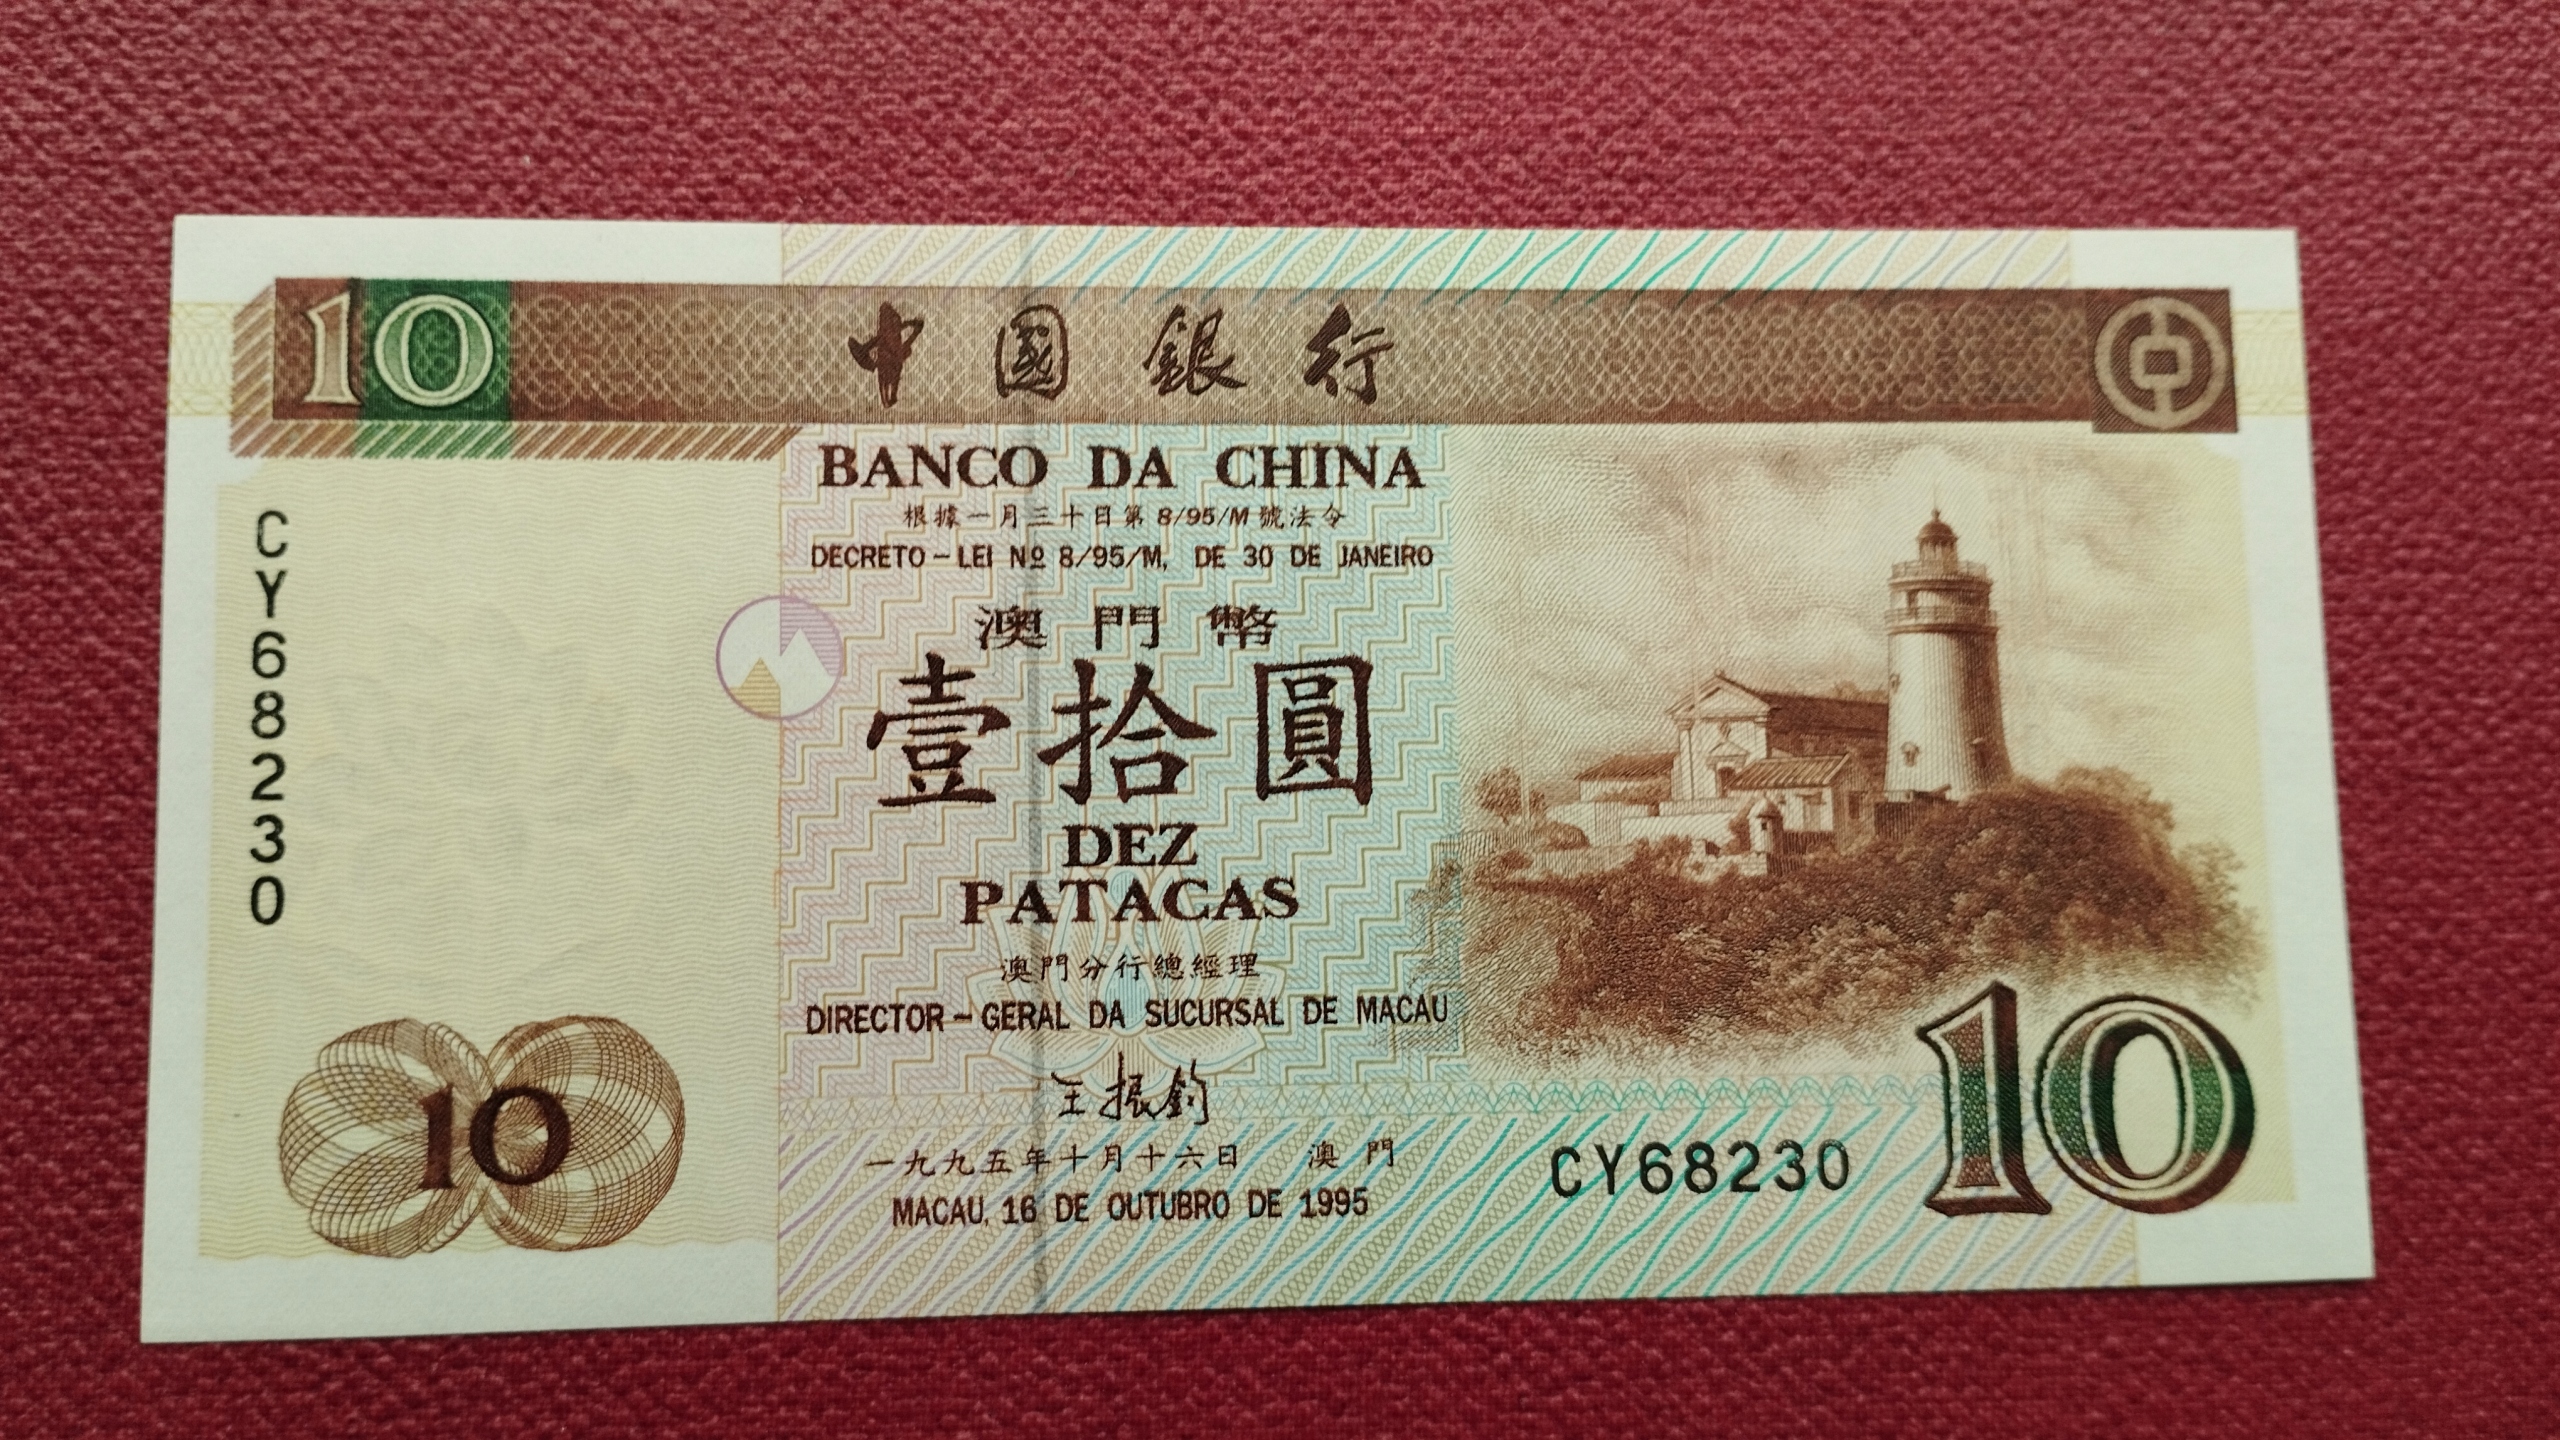 10
中國銀行
BANCO DA CHINA
根據一月三十日第 8/95/M 號法令
DECRETO – LEI Nº 8/95/M, DE 30 DE JANEIRO
CY68230
澳門幣
壹拾圓
DEZ
PATACAS
澳門分行總經理
DIRECTOR – GERAL DA SUCURSAL DE MACAU
王振鈞
一九九五年十月十六日 澳門
MACAU, 16 DE OUTUBRO DE 1995
10
CY68230
10